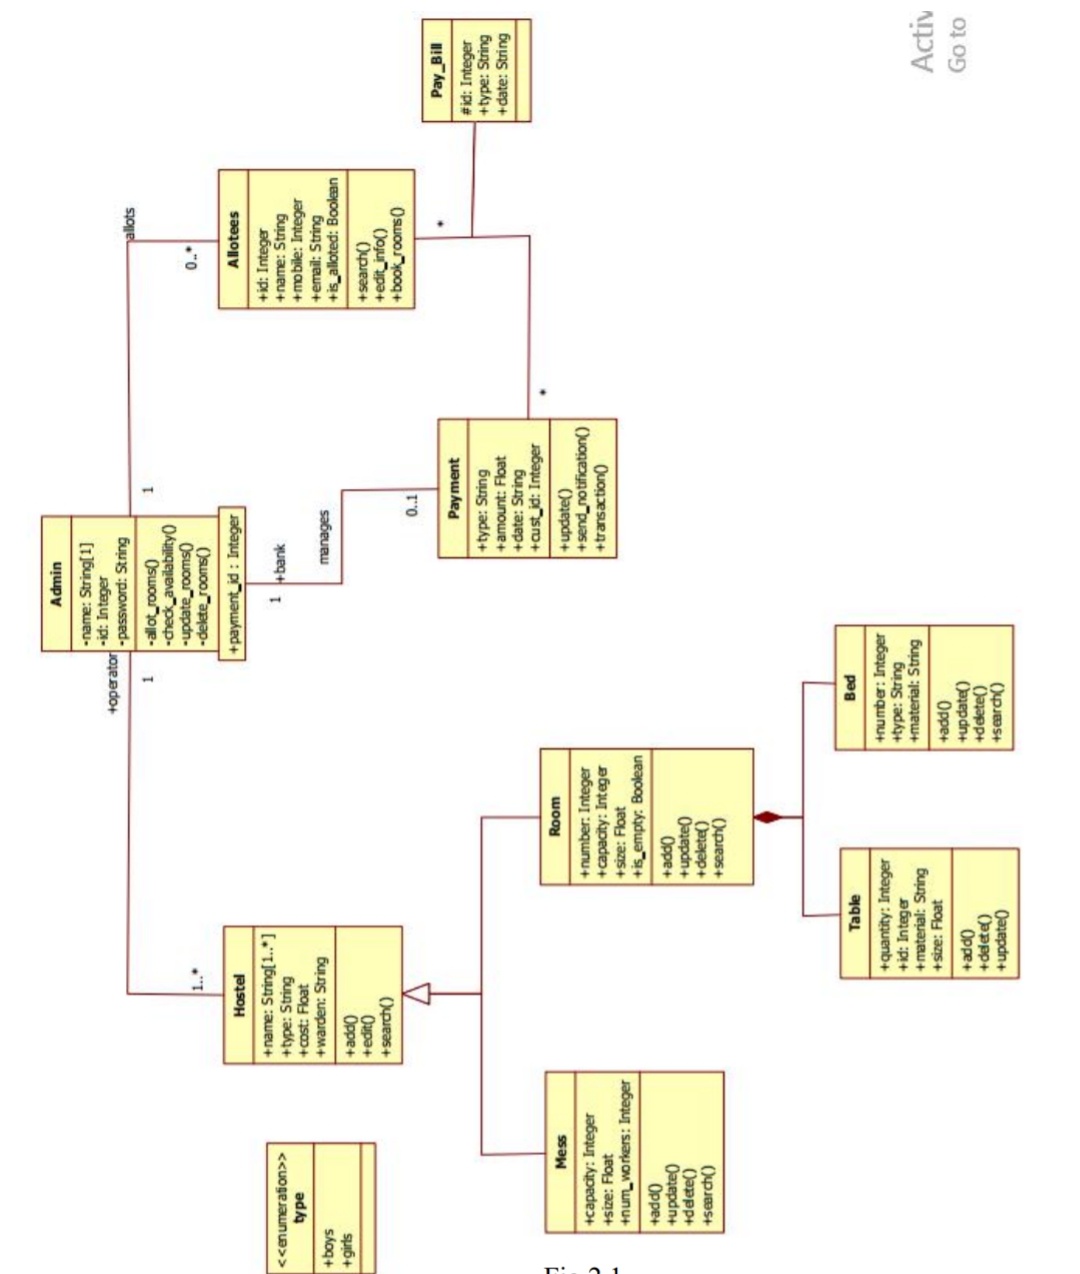 Activ
Go to
Pay_Bill
#id: Integer
+type: String
+date: String
allots
0..*
Allotees
+id: Integer
+name: String
+mobile: Integer
+email: String
+is_alloted: Boolean
+search()
+edit_info()
+book_rooms()
*
*
1
Admin
-name: String[1]
-id: Integer
-password: String
-allot_rooms()
-check_availability()
-update_rooms()
-delete_rooms()
+payment_id : Integer
+operator
1
1
+bank
manages
0..1
Payment
+type: String
+amount: Float
+date: String
+cust_id: Integer
+update()
+send_notification()
+transaction()
1..*
Hostel
+name: String[1..*]
+type: String
+cost: Float
+warden: String
+add()
+edit()
+search()
Room
+number: Integer
+capacity: Integer
+size: Float
+is_empty: Boolean
+add()
+update()
+delete()
+search()
Bed
+number: Integer
+type: String
+material: String
+add()
+update()
+delete()
+search()
Table
+quantity: Integer
+id: Integer
+material: String
+size: Float
+add()
+delete()
+update()
<<enumeration>>
type
+boys
+girls
Mess
+capacity: Integer
+size: Float
+num_workers: Integer
+add()
+update()
+delete()
+search()